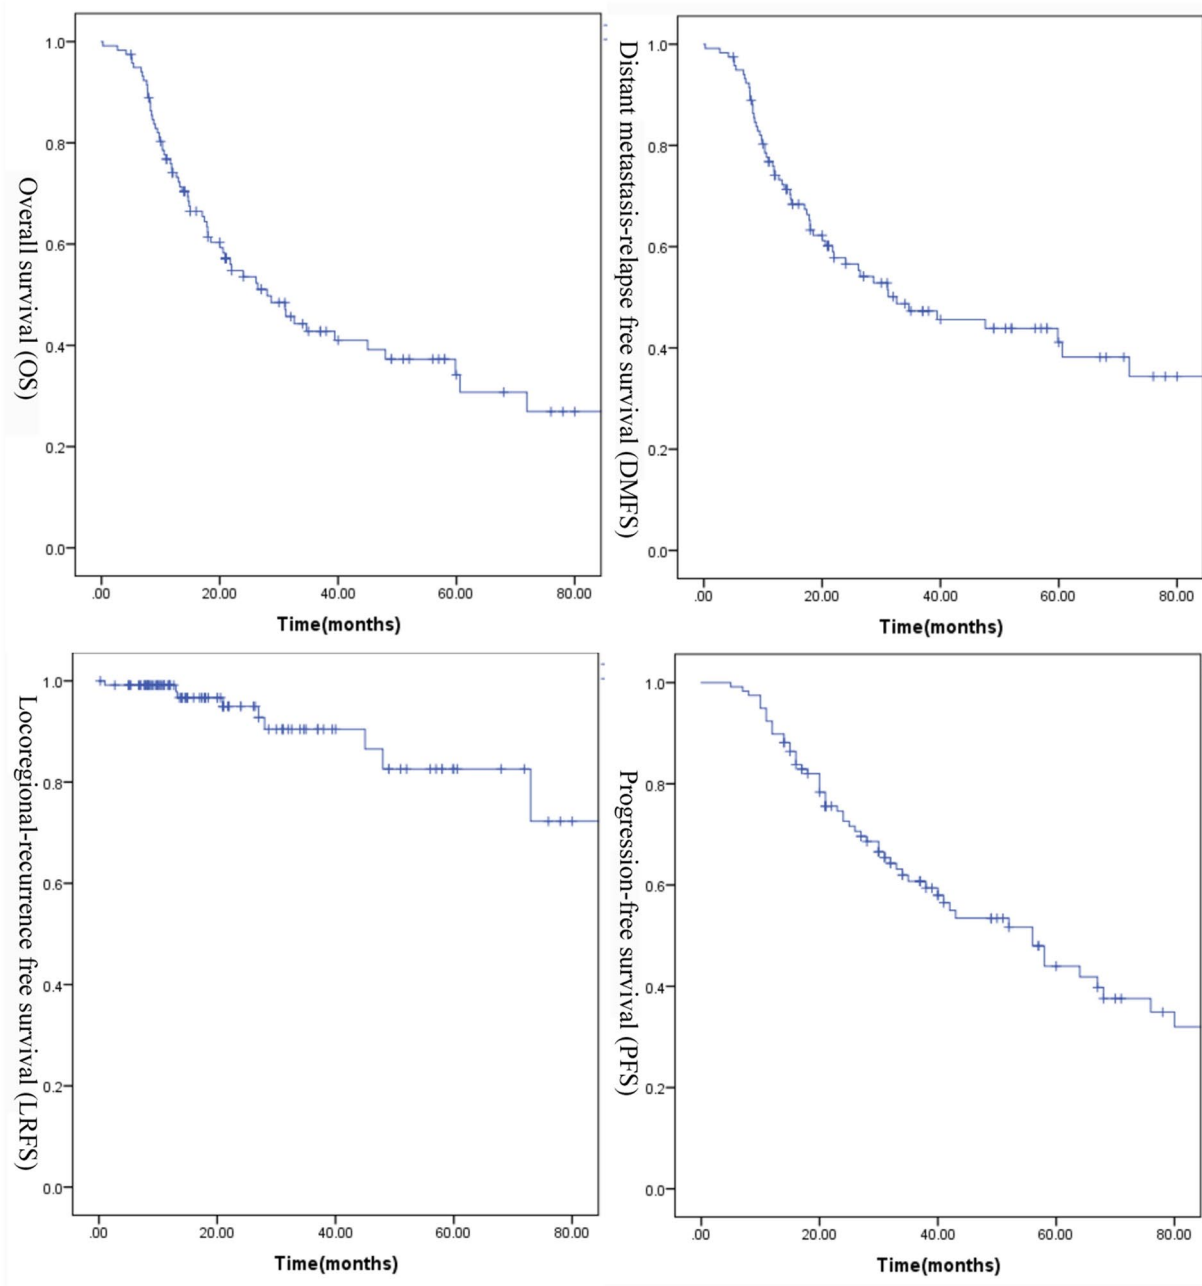 Overall survival (OS)
1.0
0.8
0.6
0.4
0.2
0.0
.00 20.00 40.00 60.00 80.00
Time(months)
Distant metastasis-relapse free survival (DMFS)
1.0
0.8
0.6
0.4
0.2
0.0
.00 20.00 40.00 60.00 80.00
Time(months)
Locoregional-recurrence free survival (LRFS)
1.0
0.8
0.6
0.4
0.2
0.0
.00 20.00 40.00 60.00 80.00
Time(months)
Progression-free survival (PFS)
1.0
0.8
0.6
0.4
0.2
0.0
.00 20.00 40.00 60.00 80.00
Time(months)